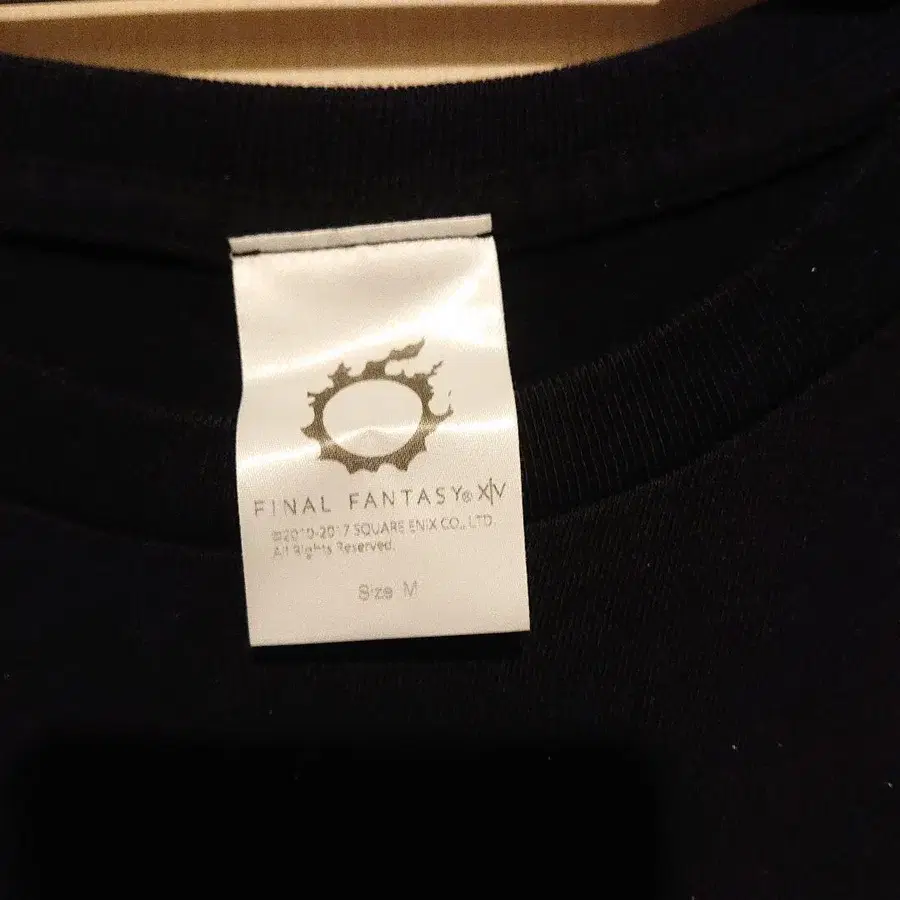 FINAL FANTASY® XIV
©2010-2017 SQUARE ENIX CO., LTD.
All Rights Reserved.
Size M